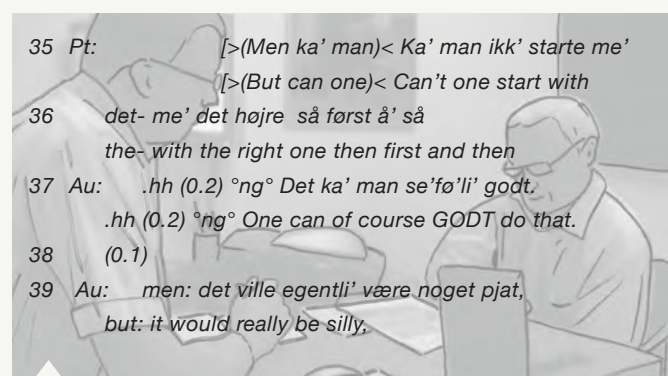 35 Pt: [>(Men ka’ man)< Ka’ man ikk’ starte me’
[>(But can one)< Can’t one start with
36 det- me’ det højre så først å’ så
the- with the right one then first and then
37 Au: .hh (0.2) °ng° Det ka’ man se’fø’li’ godt.
.hh (0.2) °ng° One can of course GODT do that.
38 (0.1)
39 Au: men: det ville egentli’ være noget pjat,
but: it would really be silly,